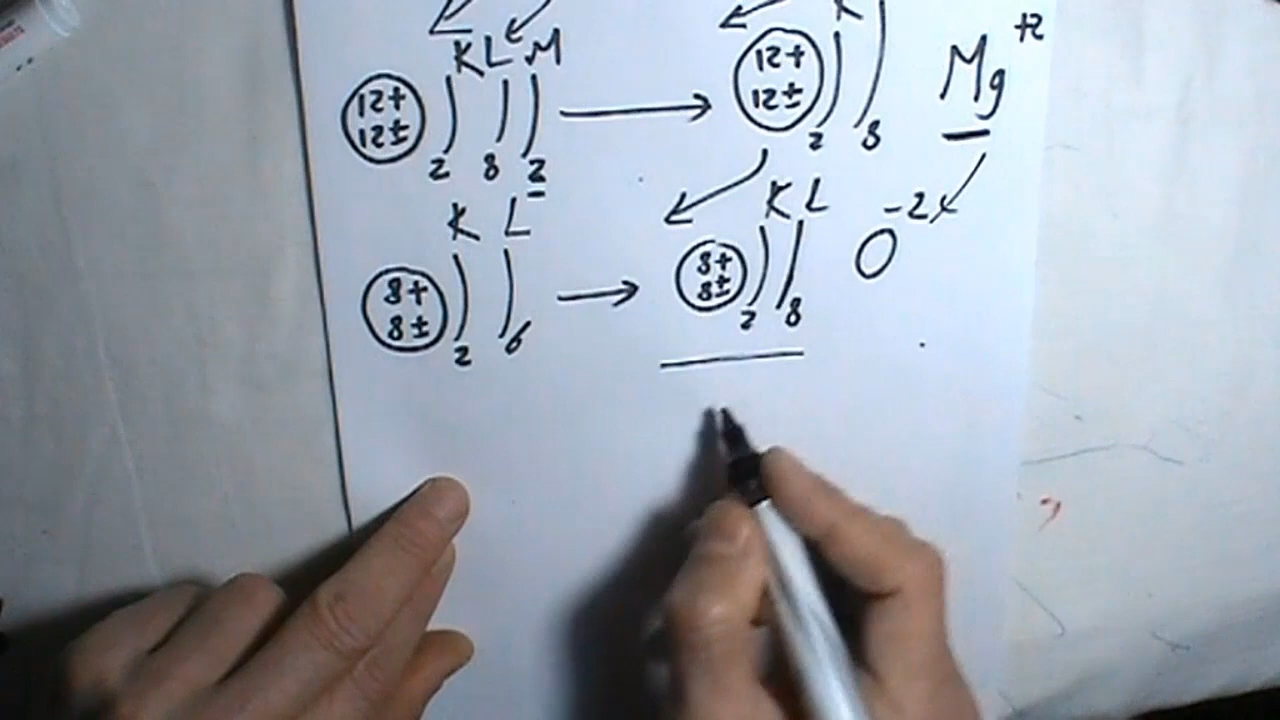 K L M K
12+ 12+ Mg +2
12± 12±
2 8 2 2 8
K L K L
8+ 8+ O -2
8± 8±
2 6 2 8